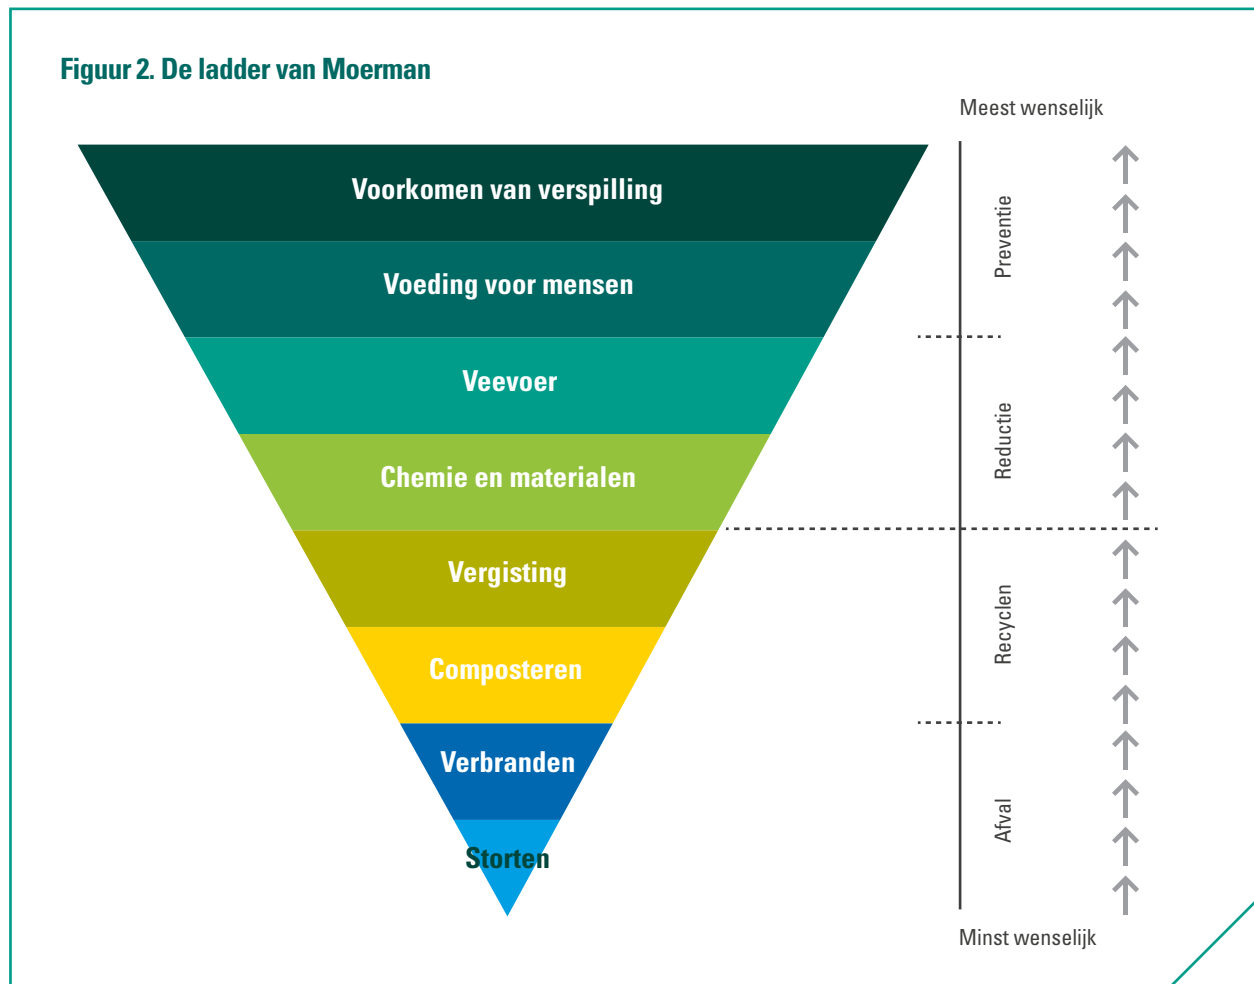 Figuur 2. De ladder van Moerman
Meest wenselijk
Voorkomen van verspilling
Voeding voor mensen
Preventie
Veevoer
Chemie en materialen
Reductie
Vergisting
Composteren
Recyclen
Verbranden
Storten
Afval
Minst wenselijk